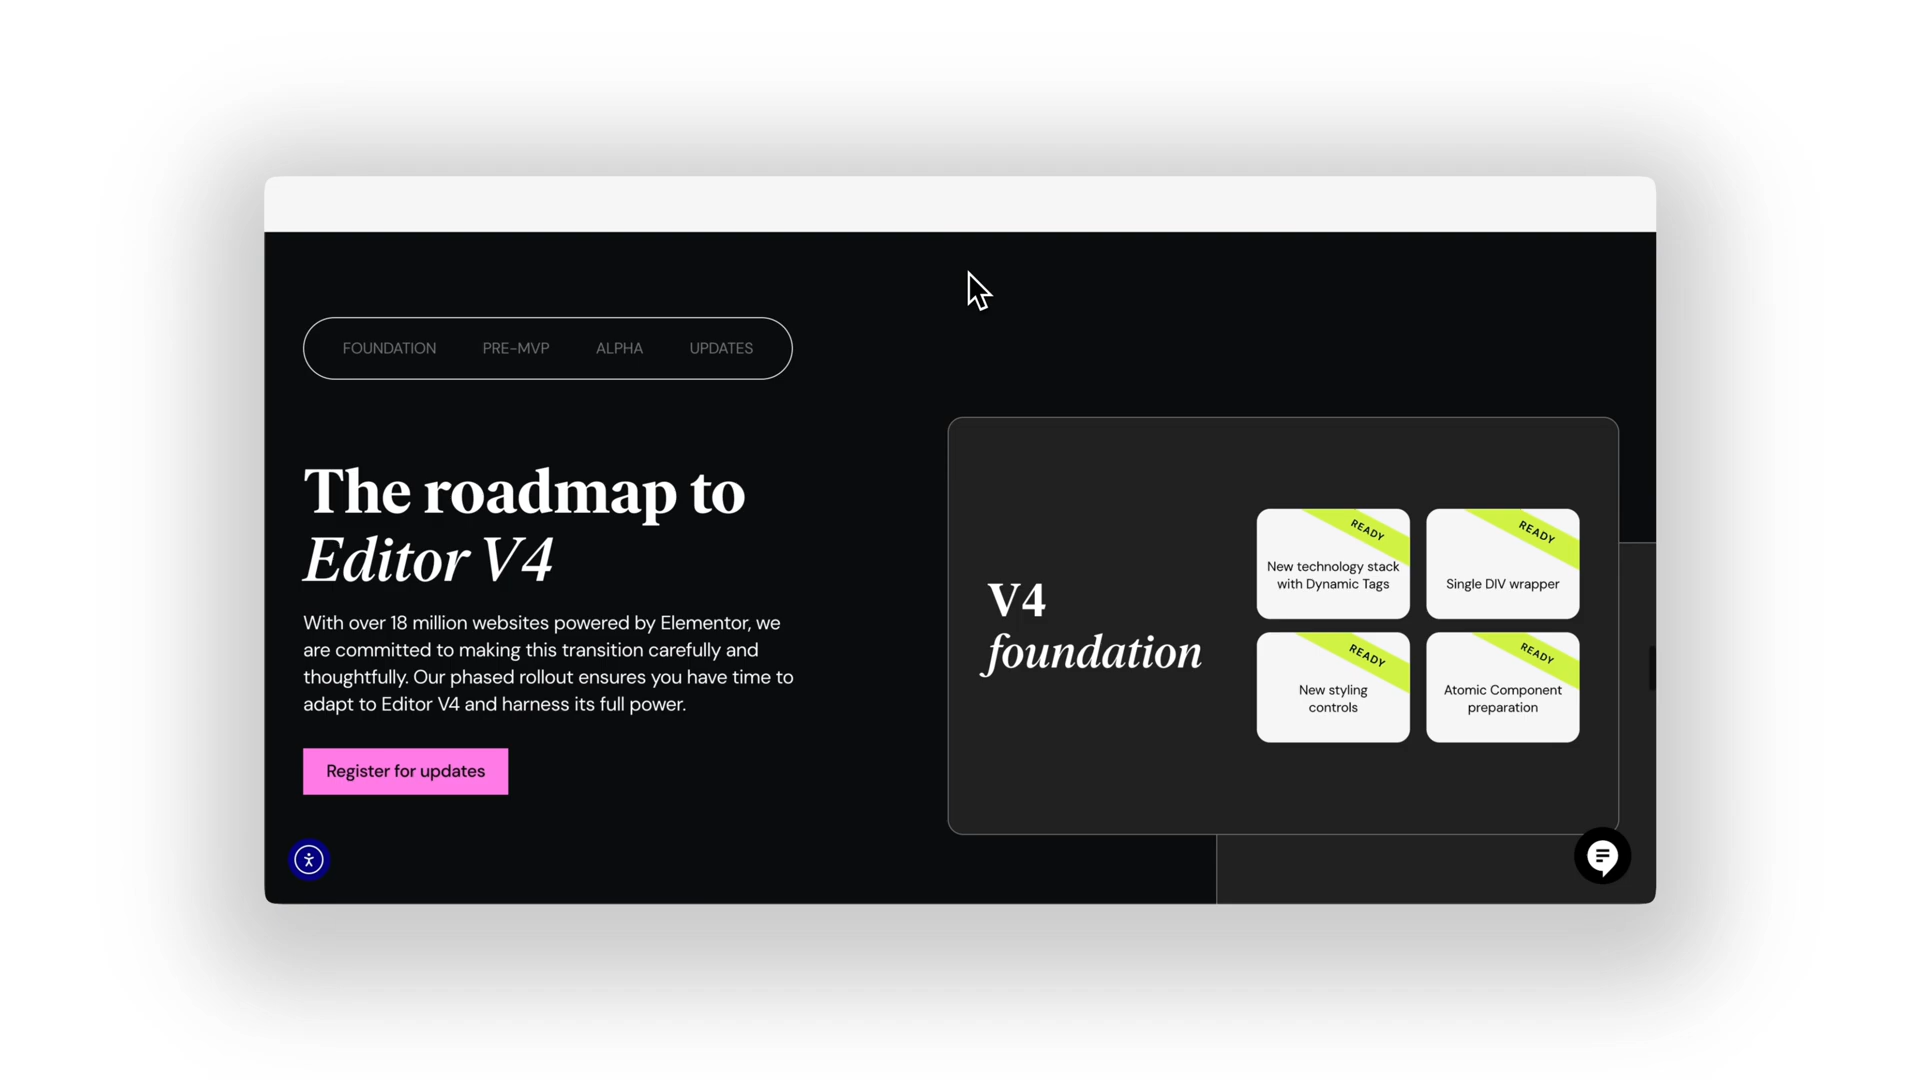 FOUNDATION PRE-MVP ALPHA UPDATES
The roadmap to
Editor V4
With over 18 million websites powered by Elementor, we
are committed to making this transition carefully and
thoughtfully. Our phased rollout ensures you have time to
adapt to Editor V4 and harness its full power.
Register for updates
V4
foundation
READY
New technology stack
with Dynamic Tags
READY
Single DIV wrapper
READY
New styling
controls
READY
Atomic Component
preparation